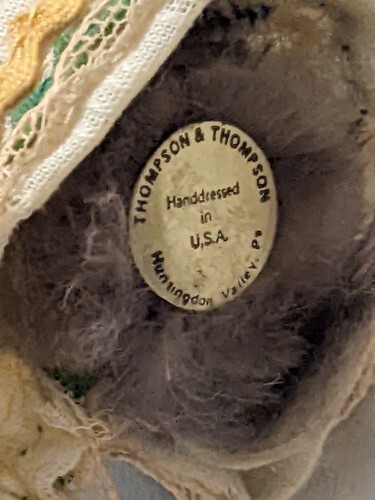 THOMPSON & THOMPSON
Handdressed
in
U.S.A.
Huntingdon Valley, Pa